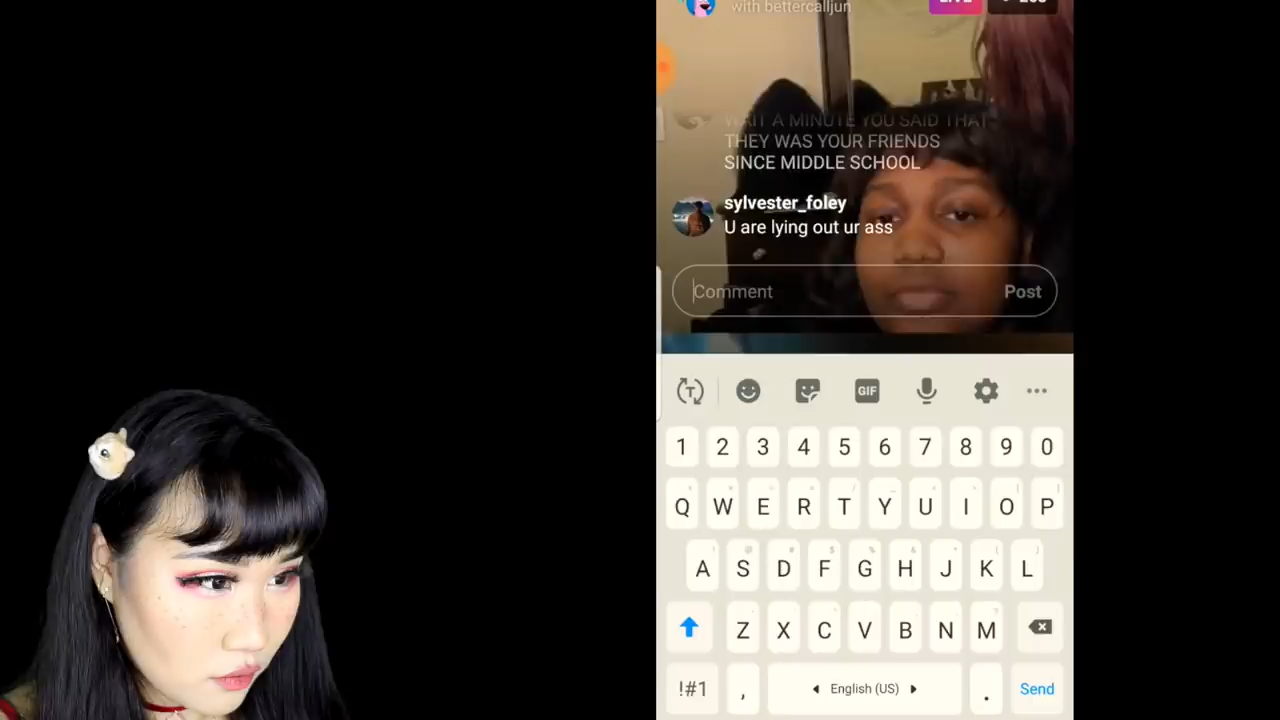 with bettercalljun
LIVE
WAIT A MINUTE YOU SAID THAT
THEY WAS YOUR FRIENDS
SINCE MIDDLE SCHOOL
sylvester_foley
U are lying out ur ass
Comment
Post
T
GIF
1 2 3 4 5 6 7 8 9 0
Q W E R T Y U I O P
A S D F G H J K L
Z X C V B N M
!#1 , English (US) . Send